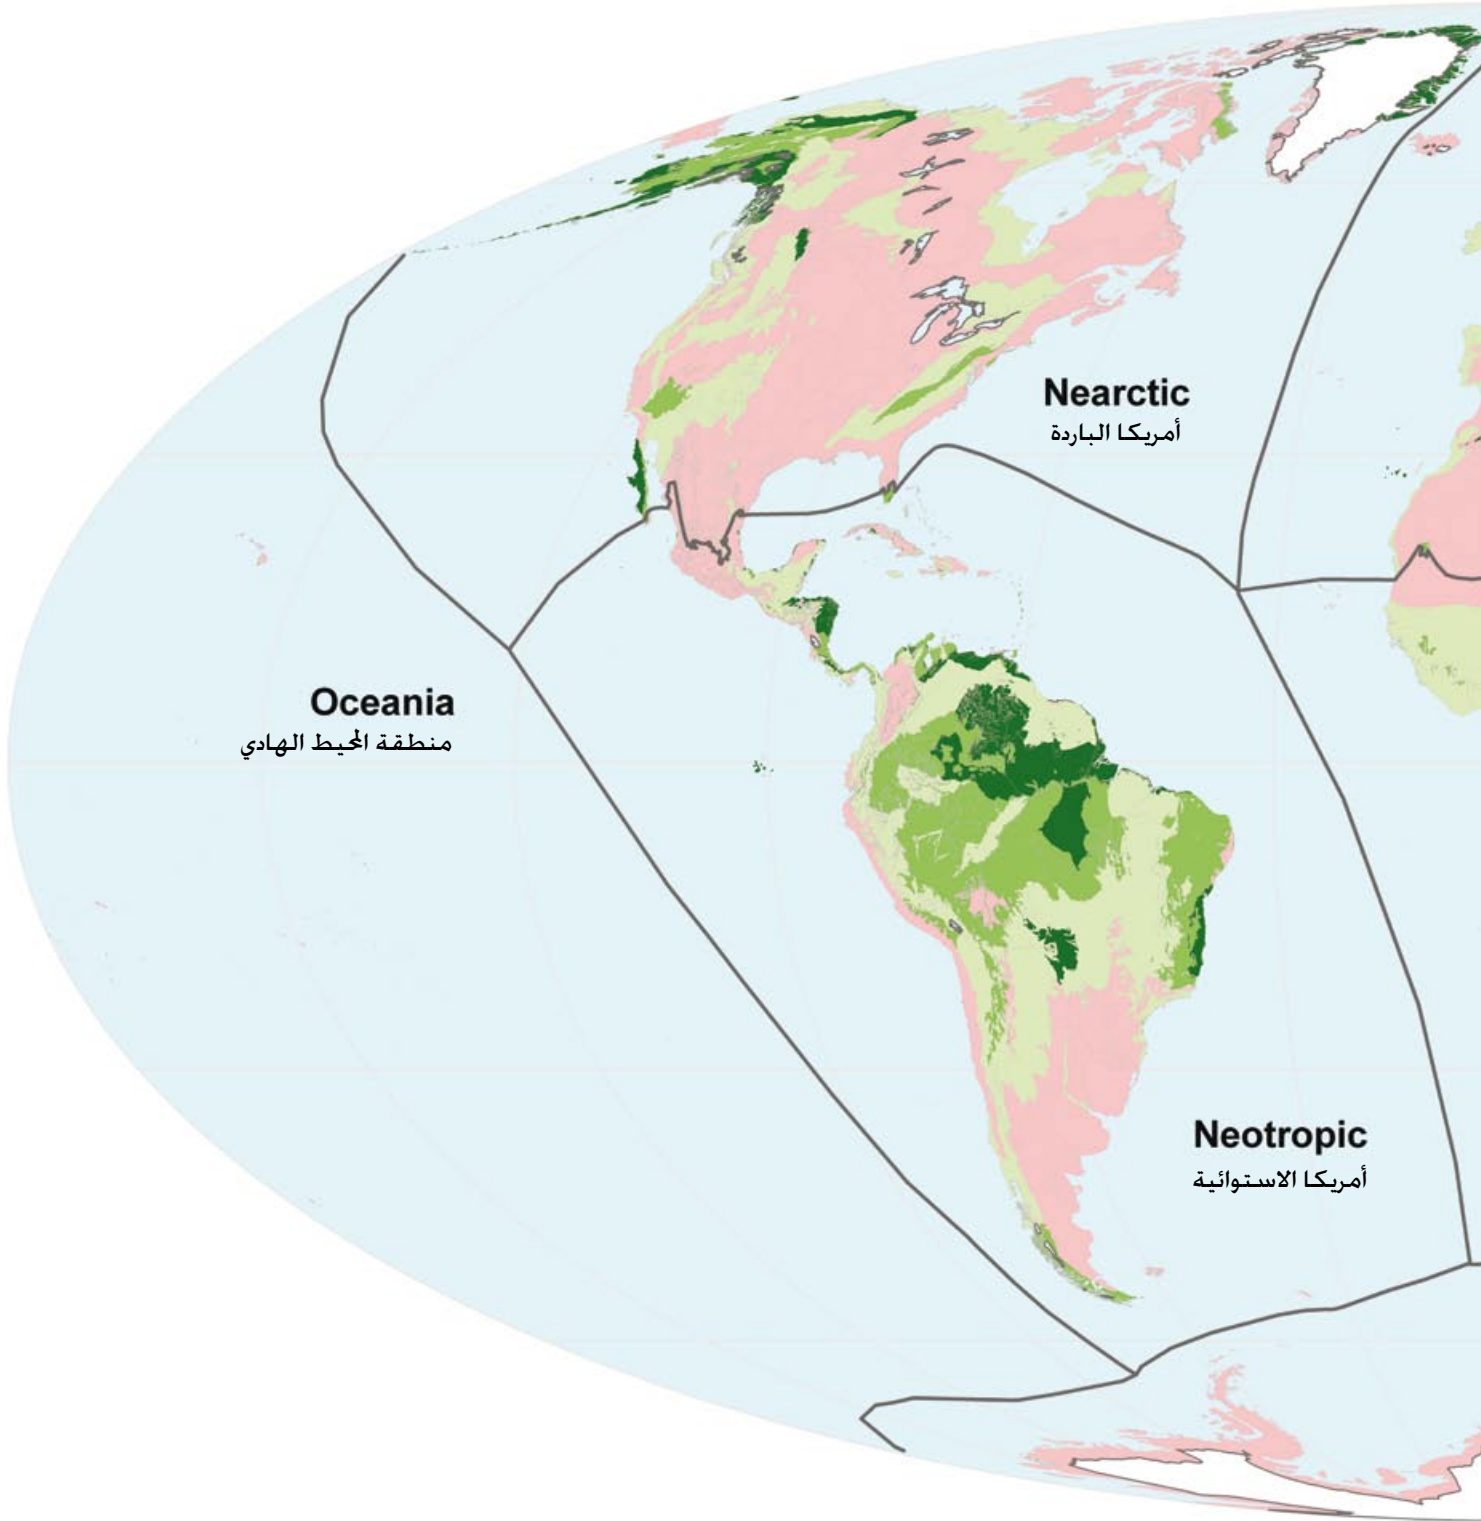 Nearctic
أمريكا الباردة
Oceania
منطقة المحيط الهادي
Neotropic
أمريكا الاستوائية